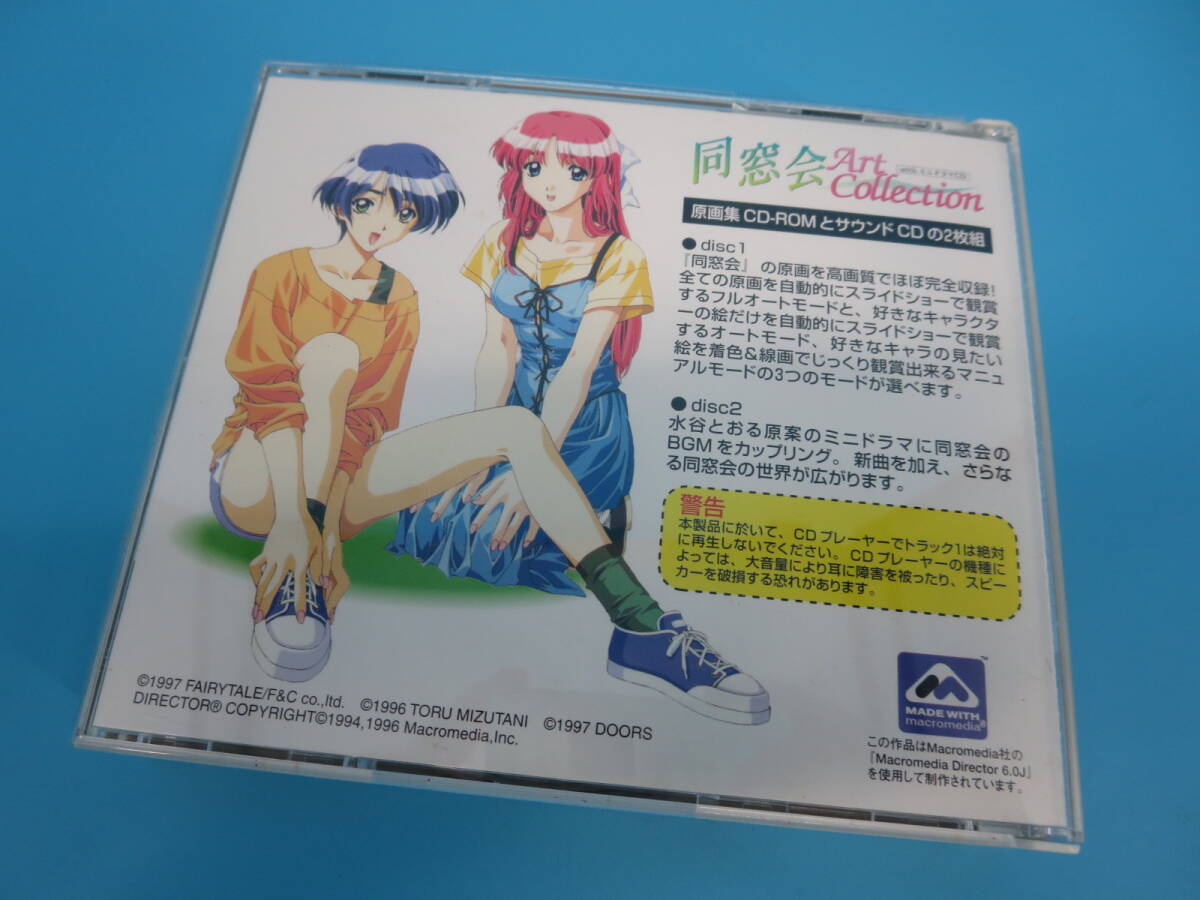 同窓会 Art Collection
with ミニドラマCD
原画集 CD-ROM とサウンド CD の2枚組
● disc1
『同窓会』の原画を高画質でほぼ完全収録!
全ての原画を自動的にスライドショーで観賞
するフルオートモードと、好きなキャラクタ
ーの絵だけを自動的にスライドショーで観賞
するオートモード、好きなキャラの見たい
絵を着色&線画でじっくり観賞出来るマニュ
アルモードの3つのモードが選べます。
● disc2
水谷とおる原案のミニドラマに同窓会の
BGM をカップリング。 新曲を加え、さらな
る同窓会の世界が広がります。
警告
本製品に於いて、CD プレーヤーでトラック1は絶対
に再生しないでください。 CD プレーヤーの機種に
よっては、大音量により耳に障害を被ったり、スピー
カーを破損する恐れがあります。
©1997 FAIRYTALE/F&C co.,ltd. ©1996 TORU MIZUTANI ©1997 DOORS
DIRECTOR® COPYRIGHT©1994,1996 Macromedia,Inc.
™
MADE WITH
macromedia®
この作品はMacromedia社の
『Macromedia Director 6.0J』
を使用して制作されています。